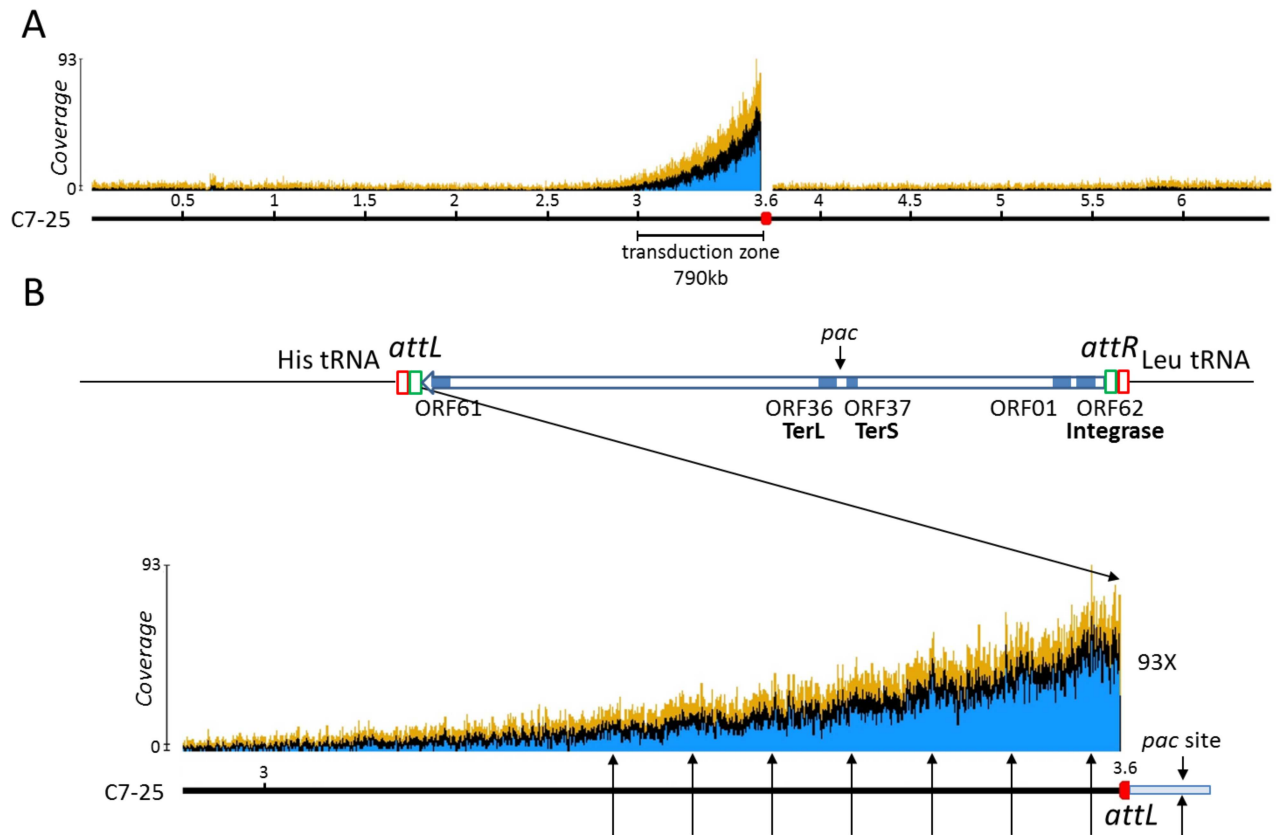 A
93
Coverage
0
0.5 1 1.5 2 2.5 3 3.6 4 4.5 5 5.5 6
C7-25
transduction zone
790kb
B
pac
His tRNA attL attR Leu tRNA
ORF61 ORF36 ORF37 ORF01 ORF62
TerL TerS Integrase
93
Coverage
93X
0
pac site
3 3.6
C7-25
attL